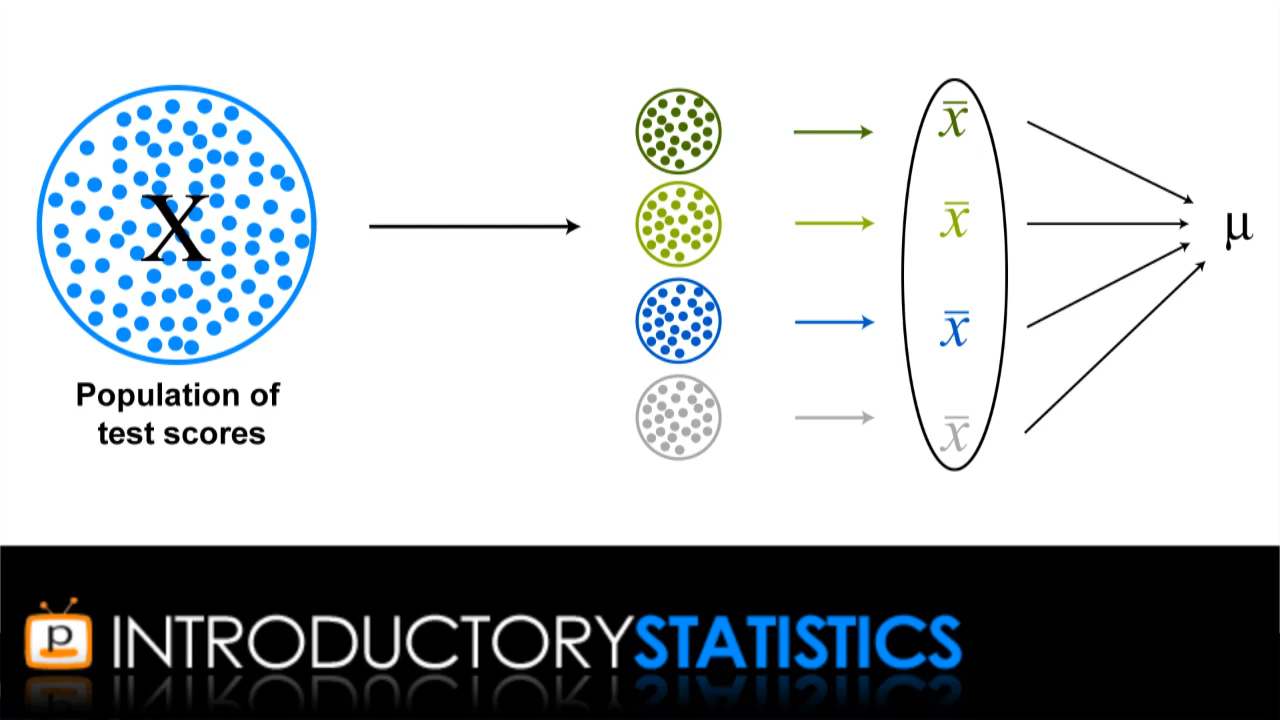 X
Population of
test scores
x̄
x̄
x̄
x̄
μ
p
INTRODUCTORYSTATISTICS